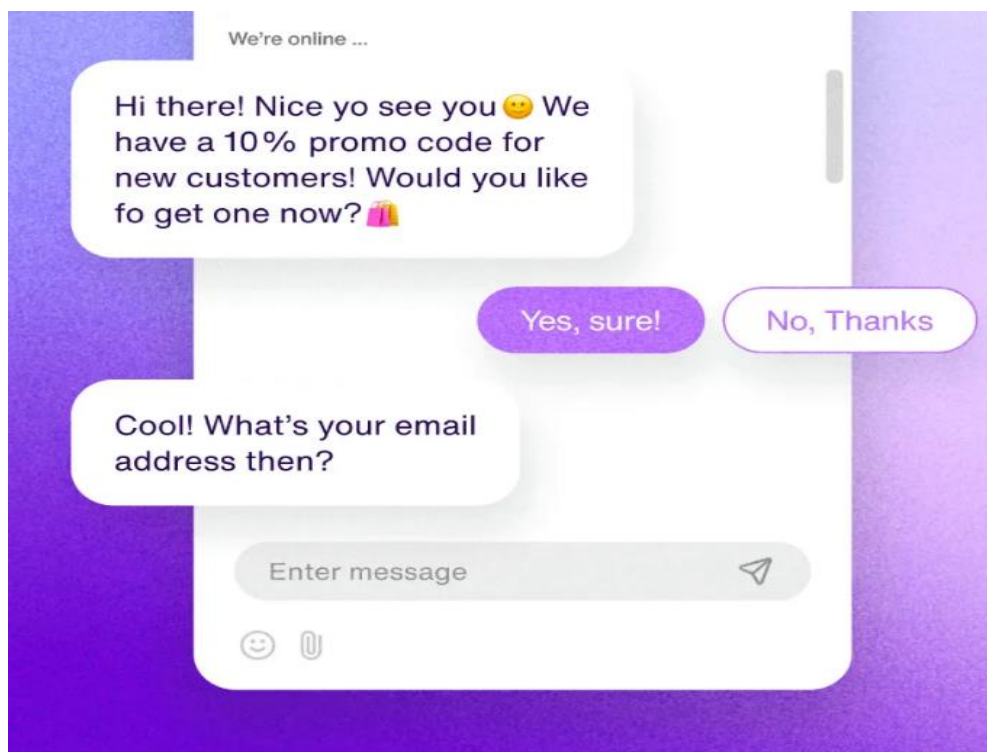 We're online ...
Hi there! Nice yo see you🙂 We
have a 10% promo code for
new customers! Would you like
fo get one now?🛍️
Yes, sure! No, Thanks
Cool! What's your email
address then?
Enter message